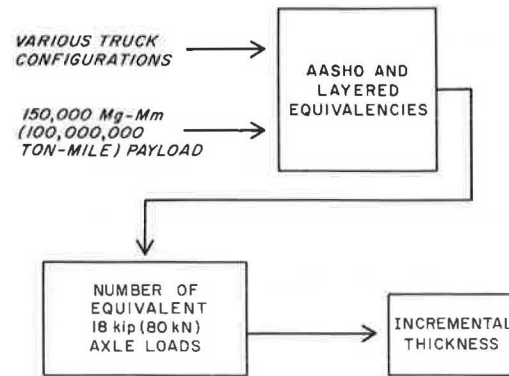 VARIOUS TRUCK
CONFIGURATIONS
150,000 Mg-Mm
(100,000,000
TON-MILE) PAYLOAD
AASHO AND
LAYERED
EQUIVALENCIES
NUMBER OF
EQUIVALENT
18 kip (80 kN)
AXLE LOADS
INCREMENTAL
THICKNESS